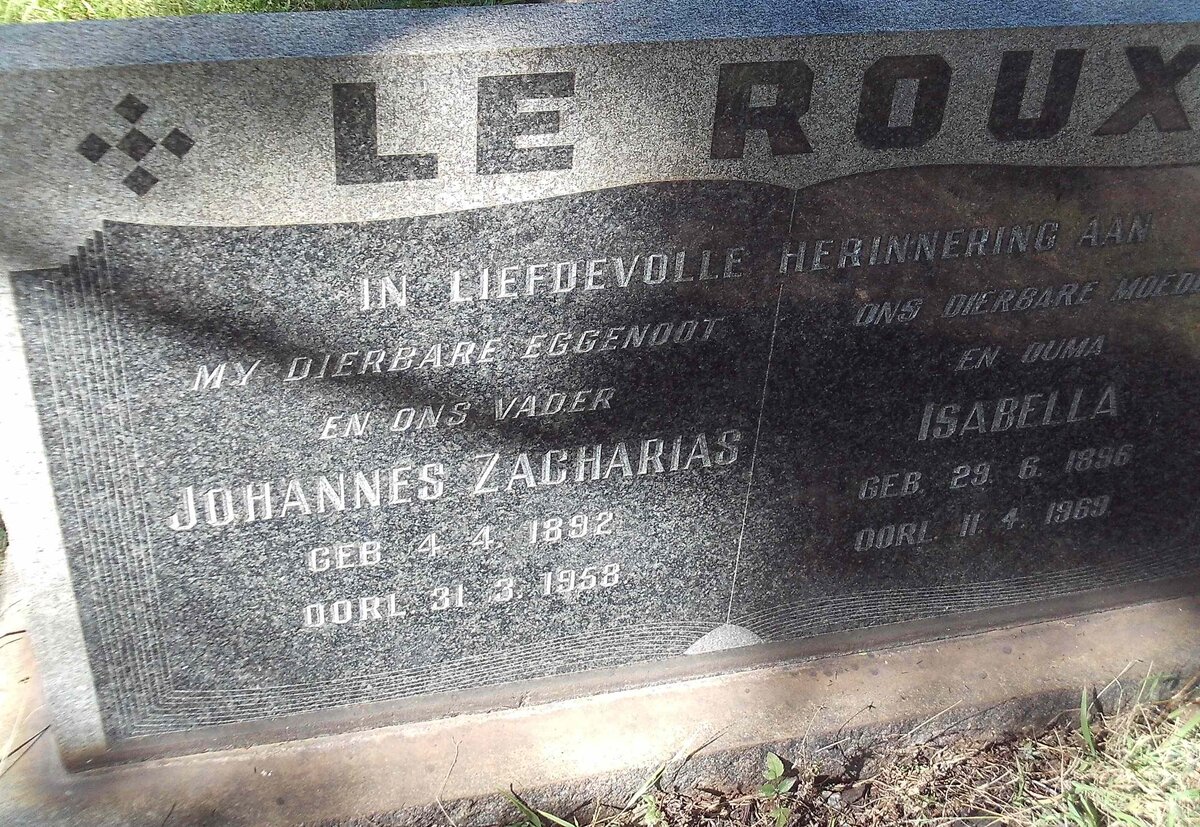 LE ROUX
IN LIEFDEVOLLE HERINNERING AAN
MY DIERBARE EGGENOOT
EN ONS VADER
JOHANNES ZACHARIAS
GEB. 4. 4. 1892
OORL. 31. 3. 1958
ONS DIERBARE MOED
EN OUMA
ISABELLA
GEB. 29. 6. 1896
OORL. 11. 4. 1969